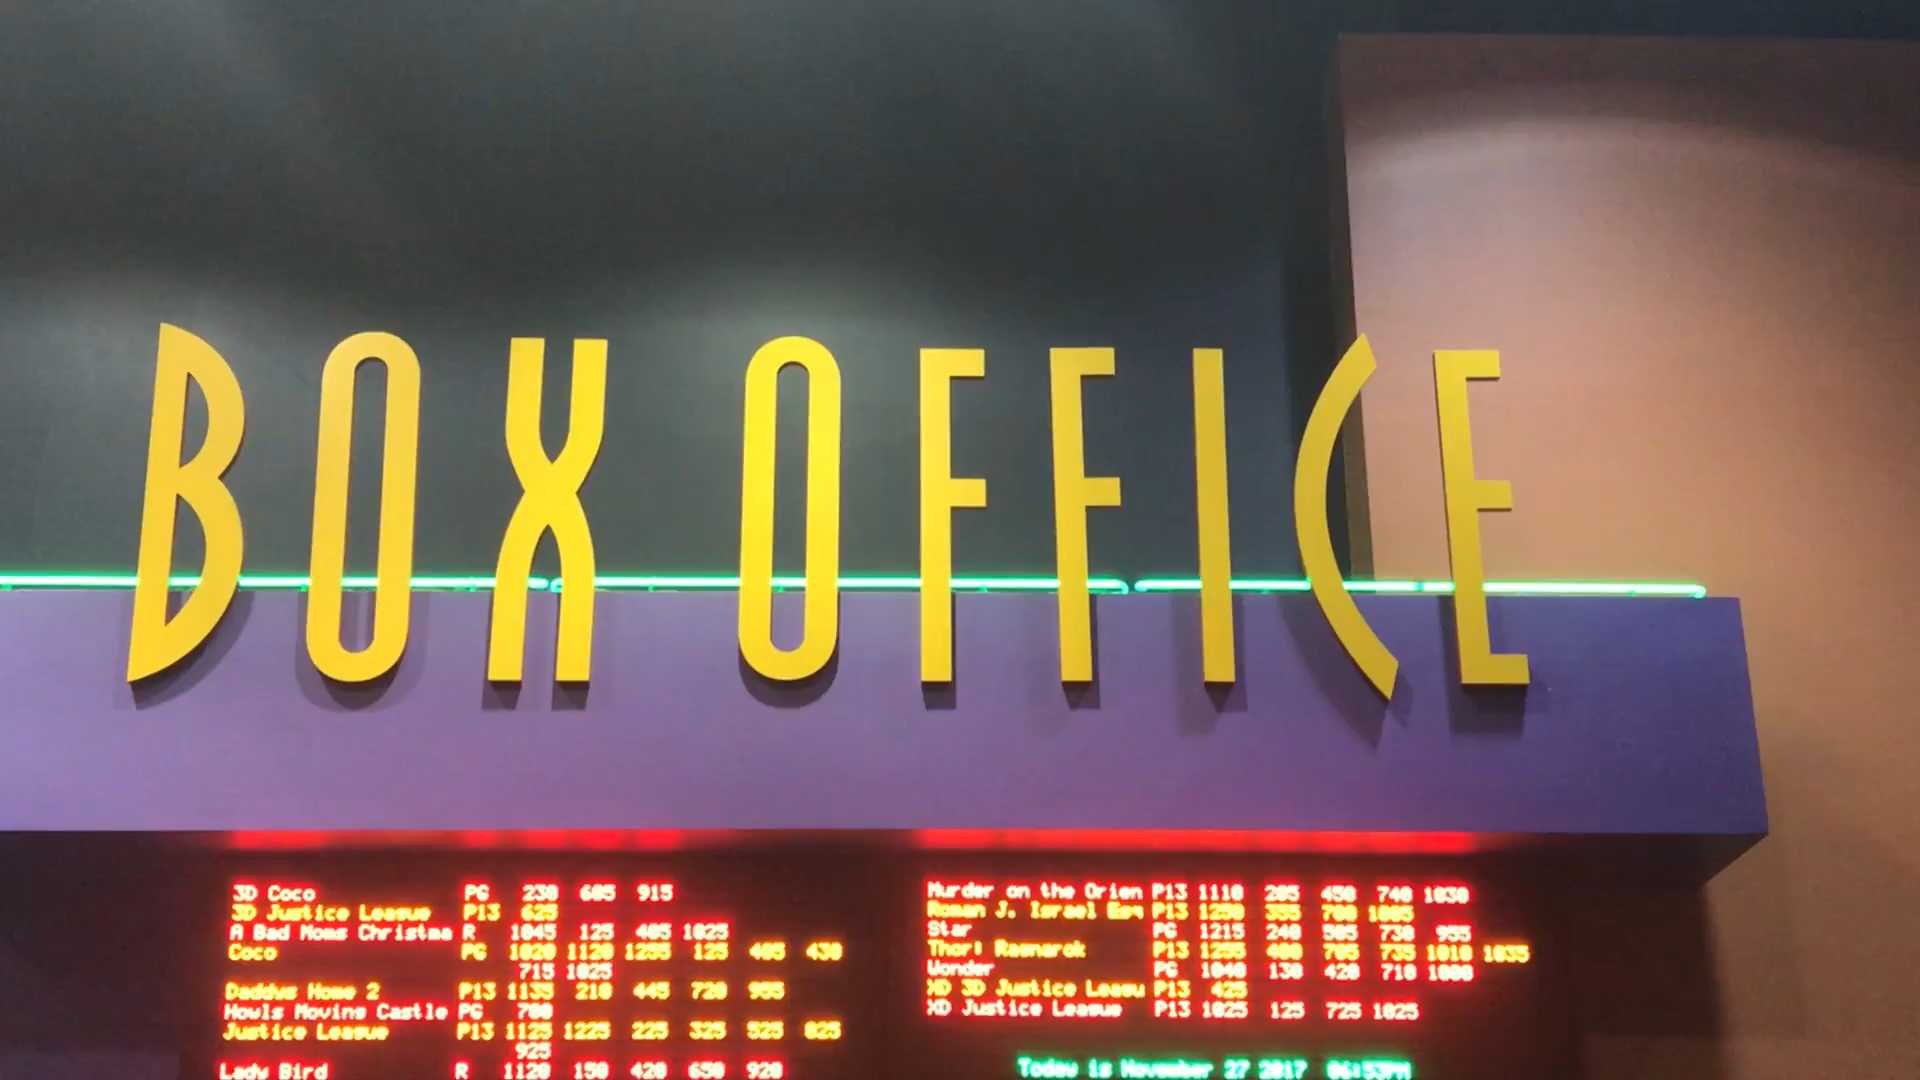 BOX OFFICE
3D Coco PG 230 605 915
3D Justice League P13 625
A Bad Moms Christma R 1045 125 405 1025
Coco PG 1020 1120 1255 125 405 430
715 1025
Daddys Home 2 P13 1135 210 445 720 955
Howls Moving Castle PG 700
Justice League P13 1125 1225 225 325 525 825
925
Lady Bird R 1120 150 420 650 920
Murder on the Orien P13 1110 205 450 740 1030
Roman J. Israel Esq P13 1250 355 700 1005
Star PG 1215 240 505 730 955
Thor: Ragnarok P13 1255 400 705 735 1010 1035
Wonder PG 1040 130 420 710 1000
XD 3D Justice Leagu P13 425
XD Justice League P13 1025 125 725 1025
Today is November 27 2017 06:53PM